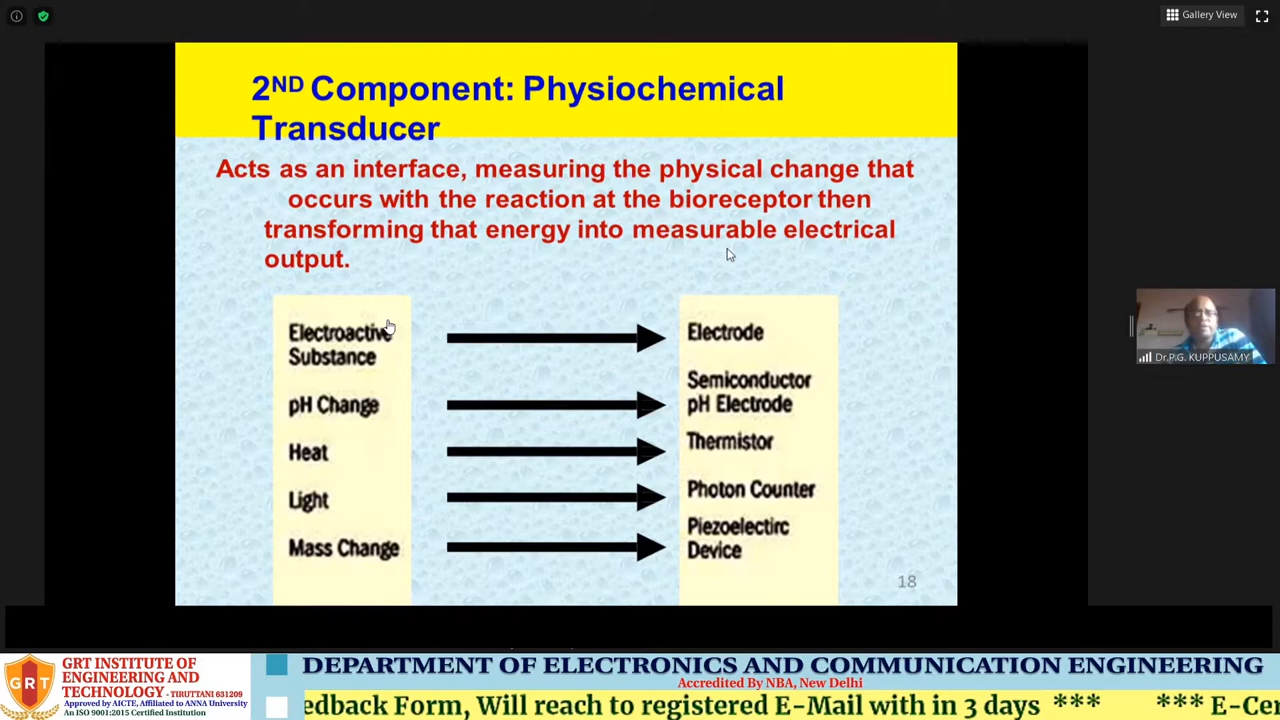 Gallery View
2ND Component: Physiochemical
Transducer
Acts as an interface, measuring the physical change that
occurs with the reaction at the bioreceptor then
transforming that energy into measurable electrical
output.
Electroactive
Substance
Electrode
pH Change
Semiconductor
pH Electrode
Heat
Thermistor
Light
Photon Counter
Mass Change
Piezoelectirc
Device
18
Dr.P.G. KUPPUSAMY
GRT
GRT INSTITUTE OF
ENGINEERING AND
TECHNOLOGY - TIRUTTANI 631209
Approved by AICTE, Affiliated to ANNA University
An ISO 9001:2015 Certified Institution
DEPARTMENT OF ELECTRONICS AND COMMUNICATION ENGINEERING
Accredited By NBA, New Delhi
edback Form, Will reach to registered E-Mail with in 3 days *** *** E-Cer